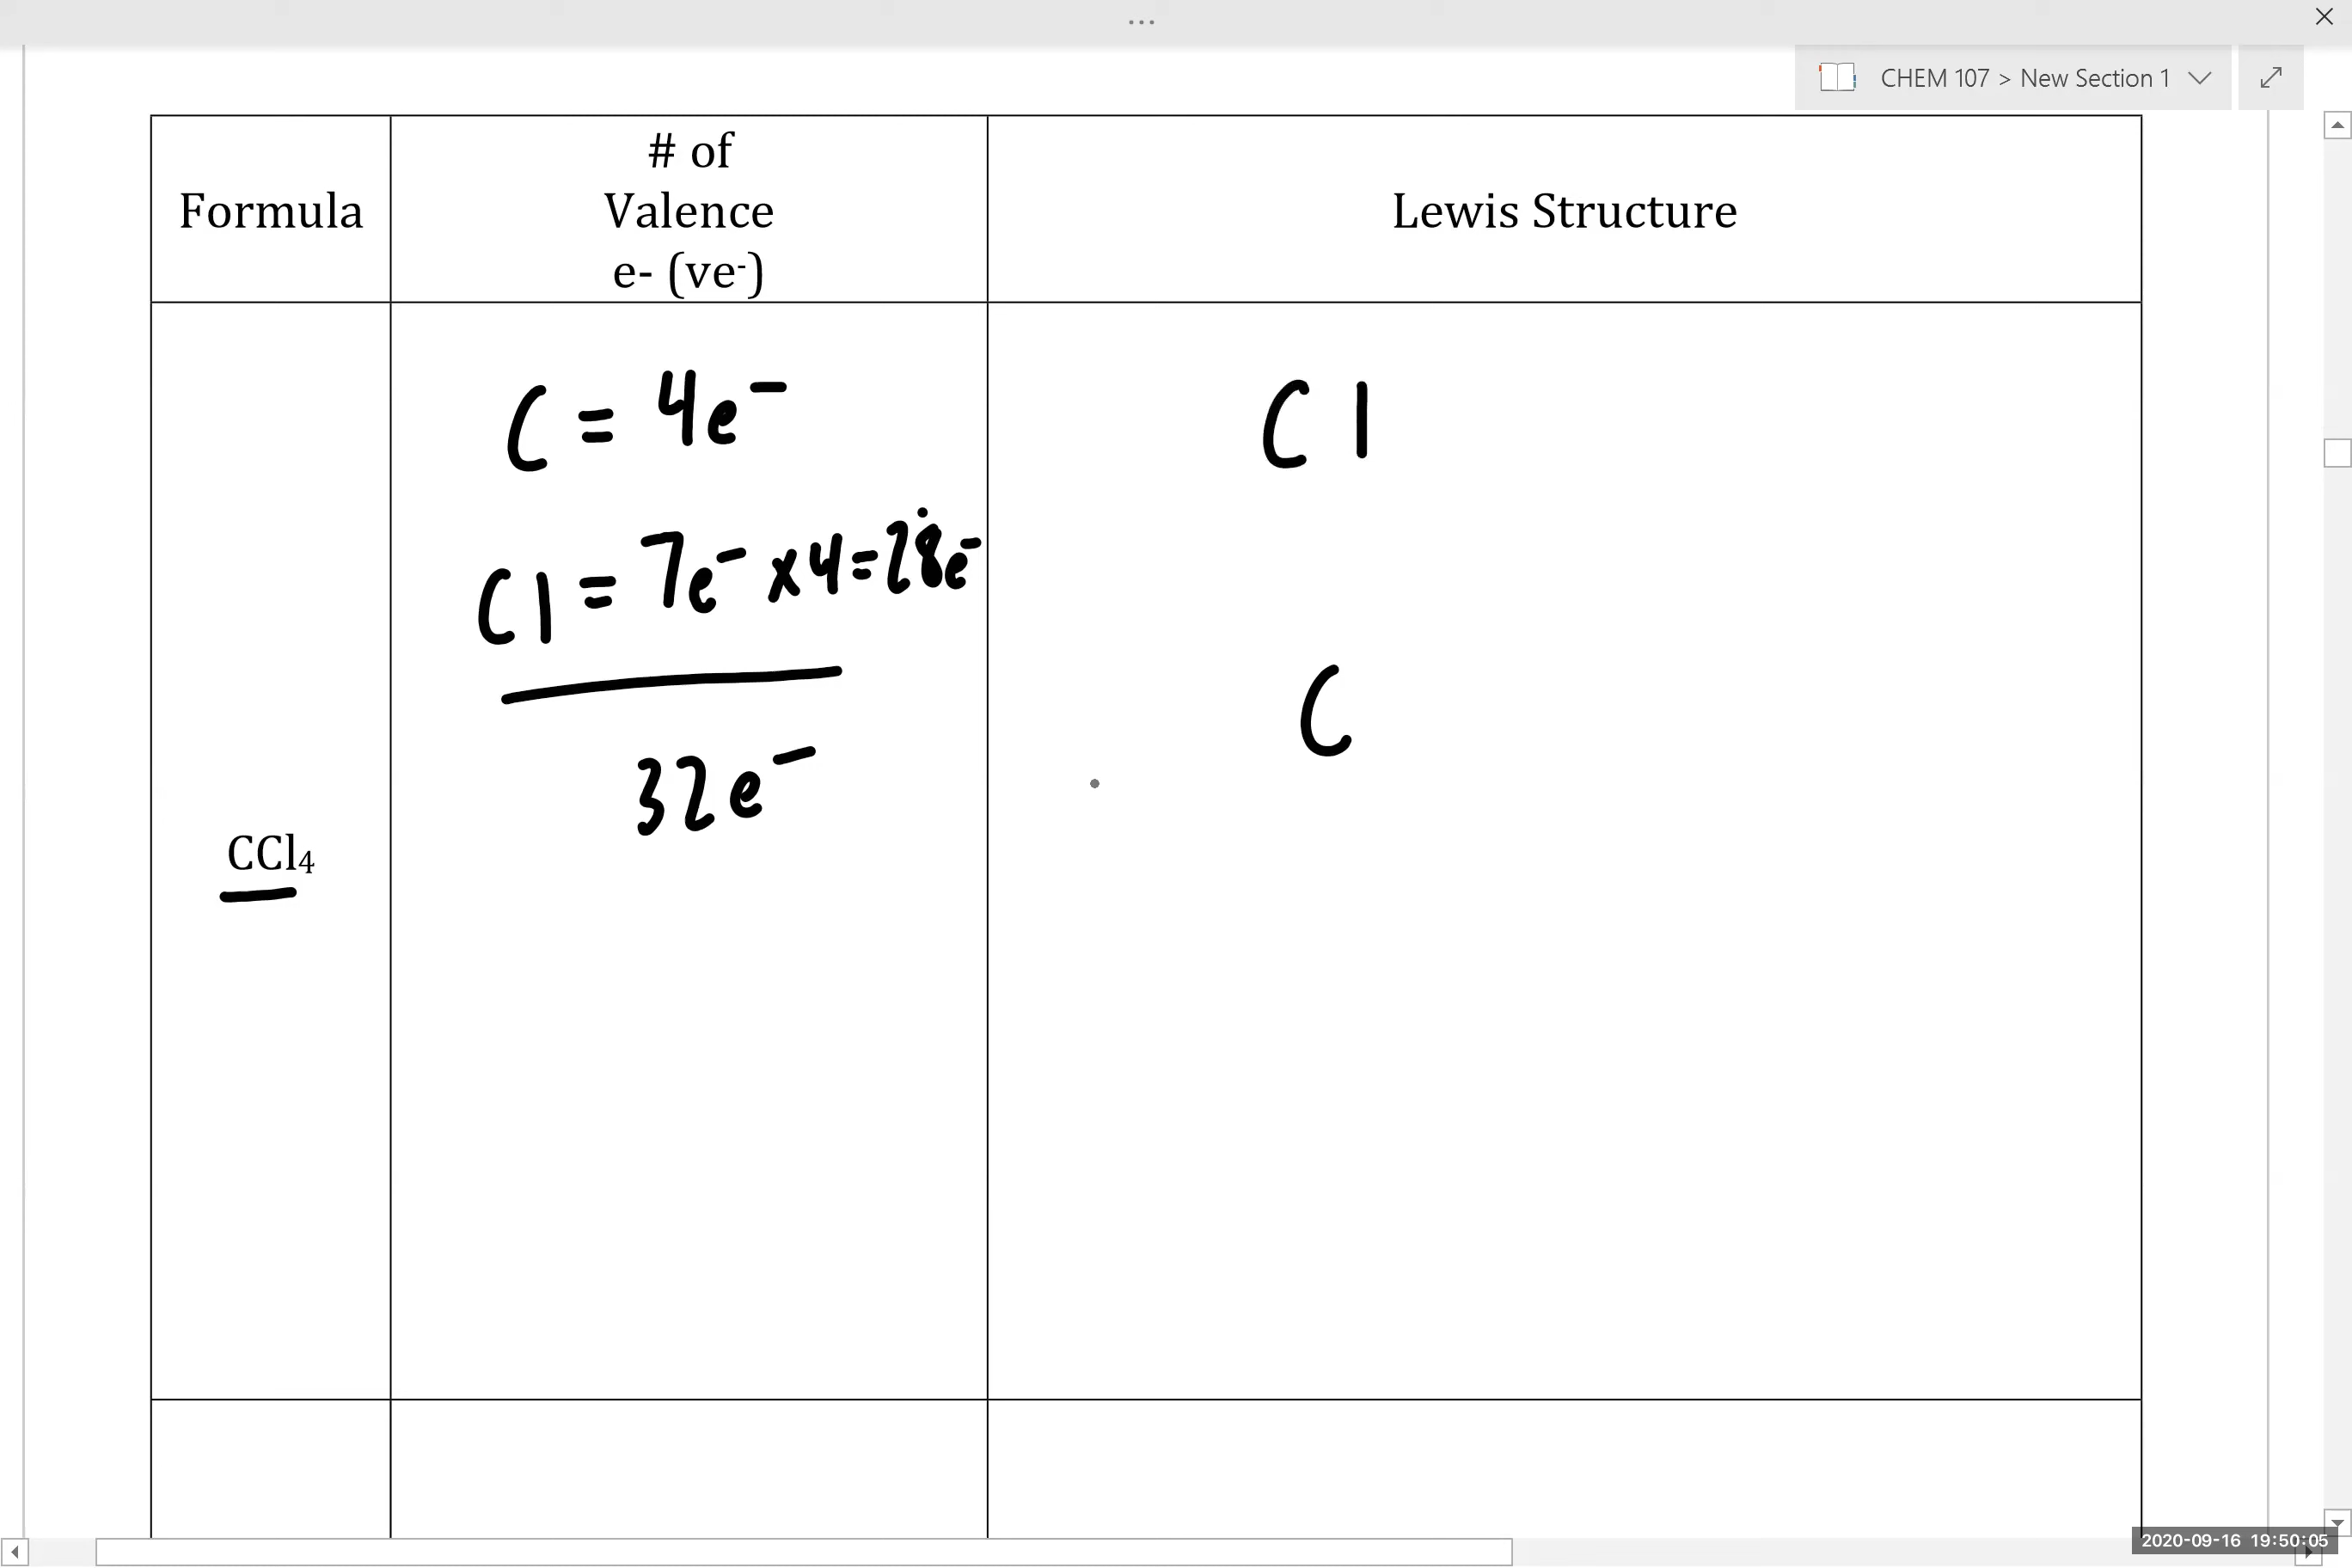 ...
CHEM 107 > New Section 1
Formula
# of
Valence
e- (ve⁻)
Lewis Structure
C = 4e⁻
Cl = 7e⁻ x4=28e⁻
32e⁻
CCl₄
Cl
C
2020-09-16 19:50:05